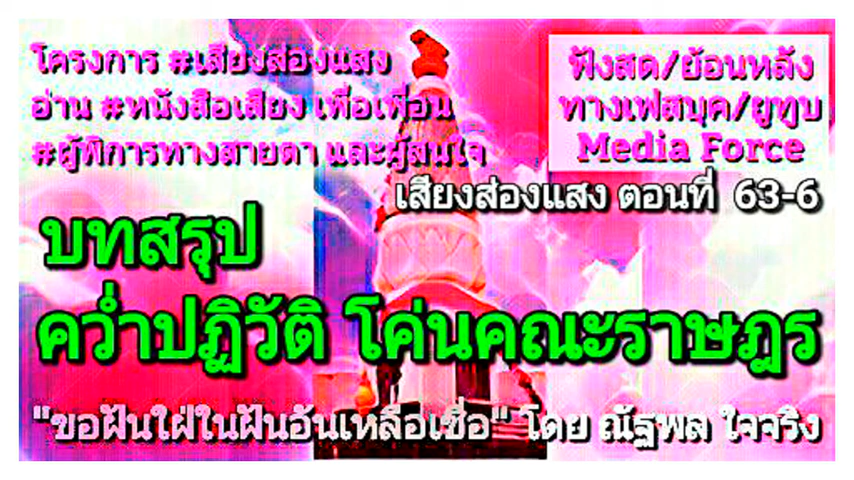 โครงการ #เสียงส่องแสง
อ่าน #หนังสือเสียง เพื่อเพื่อน
#ผู้พิการทางสายตา และผู้สนใจ
ฟังสด/ย้อนหลัง
ทางเฟสบุค/ยูทูบ
Media Force
เสียงส่องแสง ตอนที่ 63-6
บทสรุป
คว่ำปฏิวัติ โค่นคณะราษฎร
"ขอฝันใฝ่ในฝันอันเหลือเชื่อ" โดย ณัฐพล ใจจริง